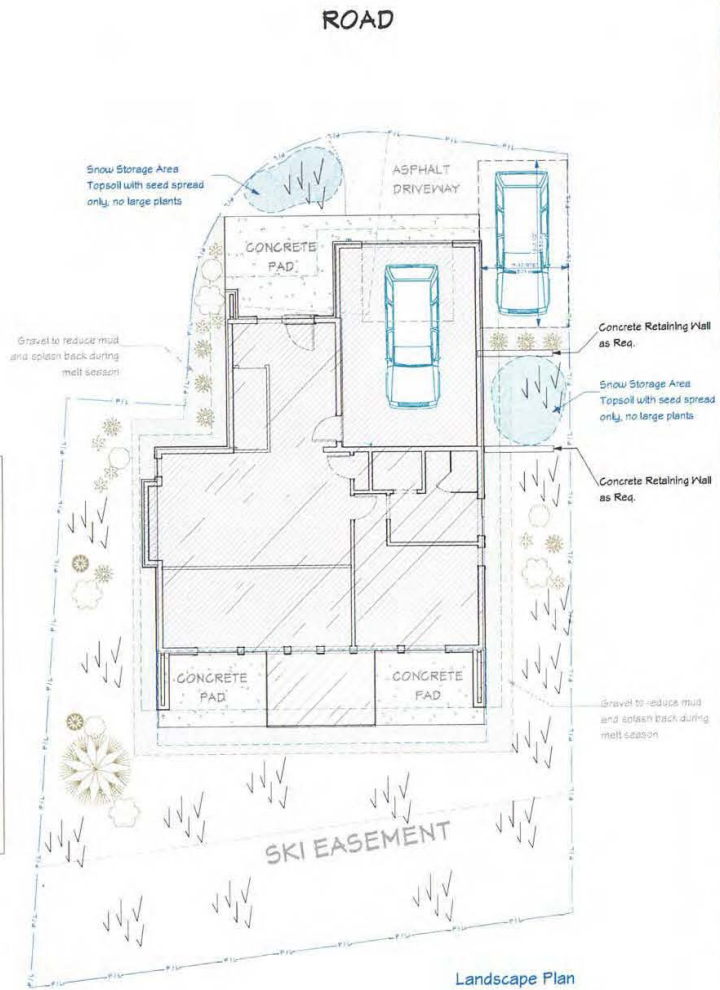 ROAD
Snow Storage Area
Topsoil with seed spread
only, no large plants
ASPHALT
DRIVEWAY
CONCRETE
PAD
Gravel to reduce mud
and splash back during
melt season
Concrete Retaining Wall
as Req.
Snow Storage Area
Topsoil with seed spread
only, no large plants
Concrete Retaining Wall
as Req.
CONCRETE
PAD
CONCRETE
PAD
Gravel to reduce mud
and splash back during
melt season
SKI EASEMENT
Landscape Plan